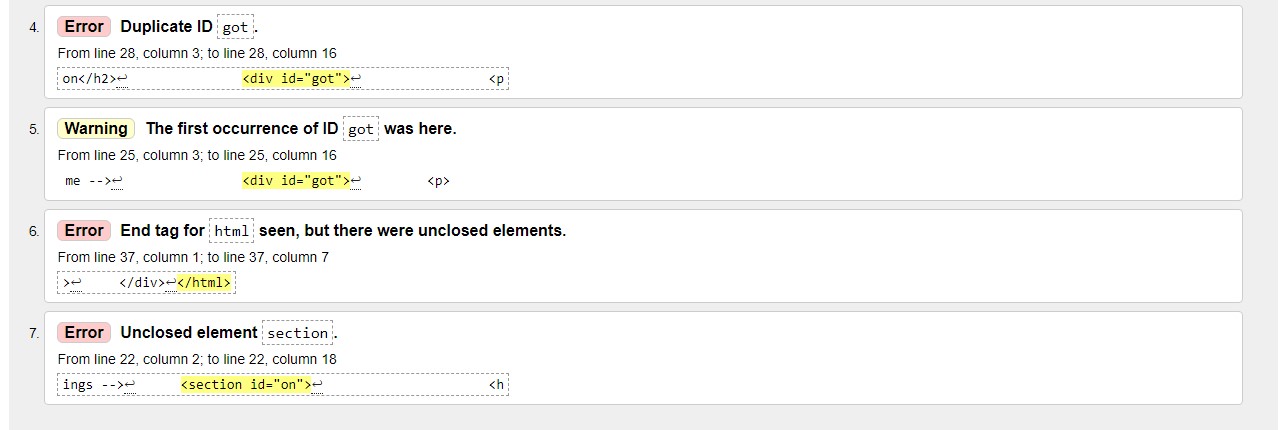 4. Error Duplicate ID got.
From line 28, column 3; to line 28, column 16
on</h2>↩ <div id="got">↩ <p
5. Warning The first occurrence of ID got was here.
From line 25, column 3; to line 25, column 16
me -->↩ <div id="got">↩ <p>
6. Error End tag for html seen, but there were unclosed elements.
From line 37, column 1; to line 37, column 7
>↩ </div>↩</html>
7. Error Unclosed element section.
From line 22, column 2; to line 22, column 18
ings -->↩ <section id="on">↩ <h